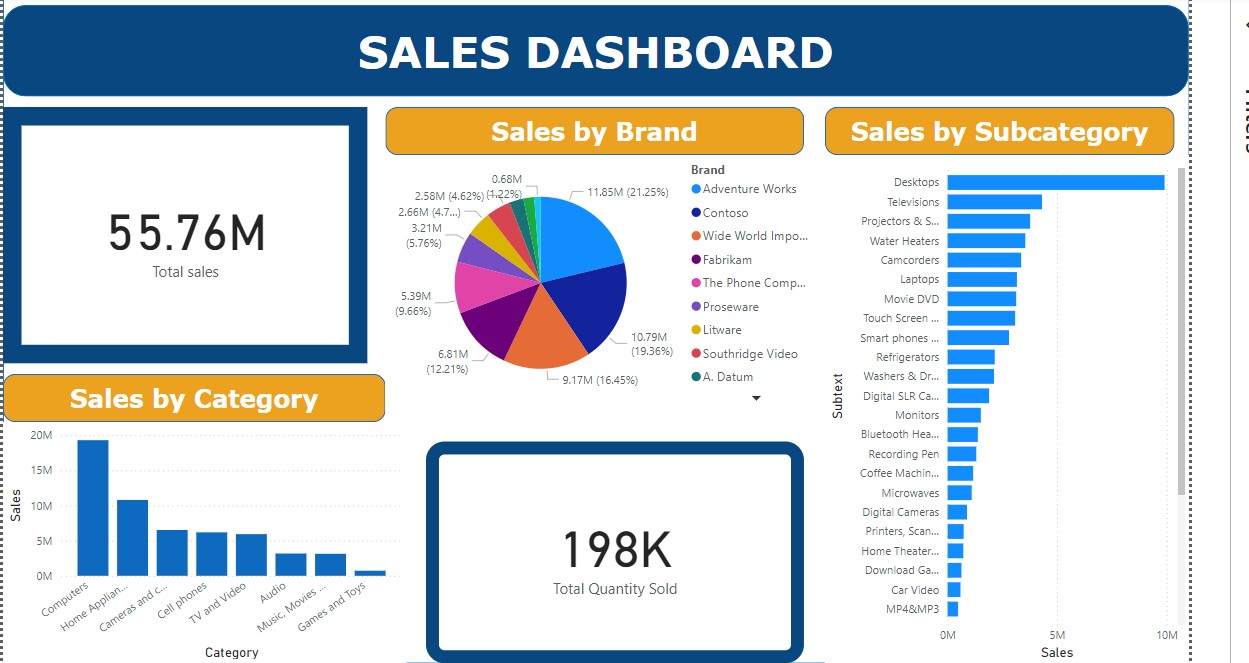 SALES DASHBOARD
55.76M
Total sales
Sales by Brand
0.68M
(1.22%)
2.58M (4.62%)
2.66M (4.7...)
3.21M
(5.76%)
5.39M
(9.66%)
6.81M
(12.21%)
9.17M (16.45%)
10.79M
(19.36%)
11.85M (21.25%)
Brand
Adventure Works
Contoso
Wide World Impo...
Fabrikam
The Phone Comp...
Proseware
Litware
Southridge Video
A. Datum
Sales by Subcategory
Subtext
Desktops
Televisions
Projectors & S...
Water Heaters
Camcorders
Laptops
Movie DVD
Touch Screen ...
Smart phones ...
Refrigerators
Washers & Dr...
Digital SLR Ca...
Monitors
Bluetooth Hea...
Recording Pen
Coffee Machin...
Microwaves
Digital Cameras
Printers, Scan...
Home Theater...
Download Ga...
Car Video
MP4&MP3
0M
5M
10M
Sales
Sales by Category
Sales
20M
15M
10M
5M
0M
Computers
Home Applian...
Cameras and c...
Cell phones
TV and Video
Audio
Music, Movies ...
Games and Toys
Category
198K
Total Quantity Sold